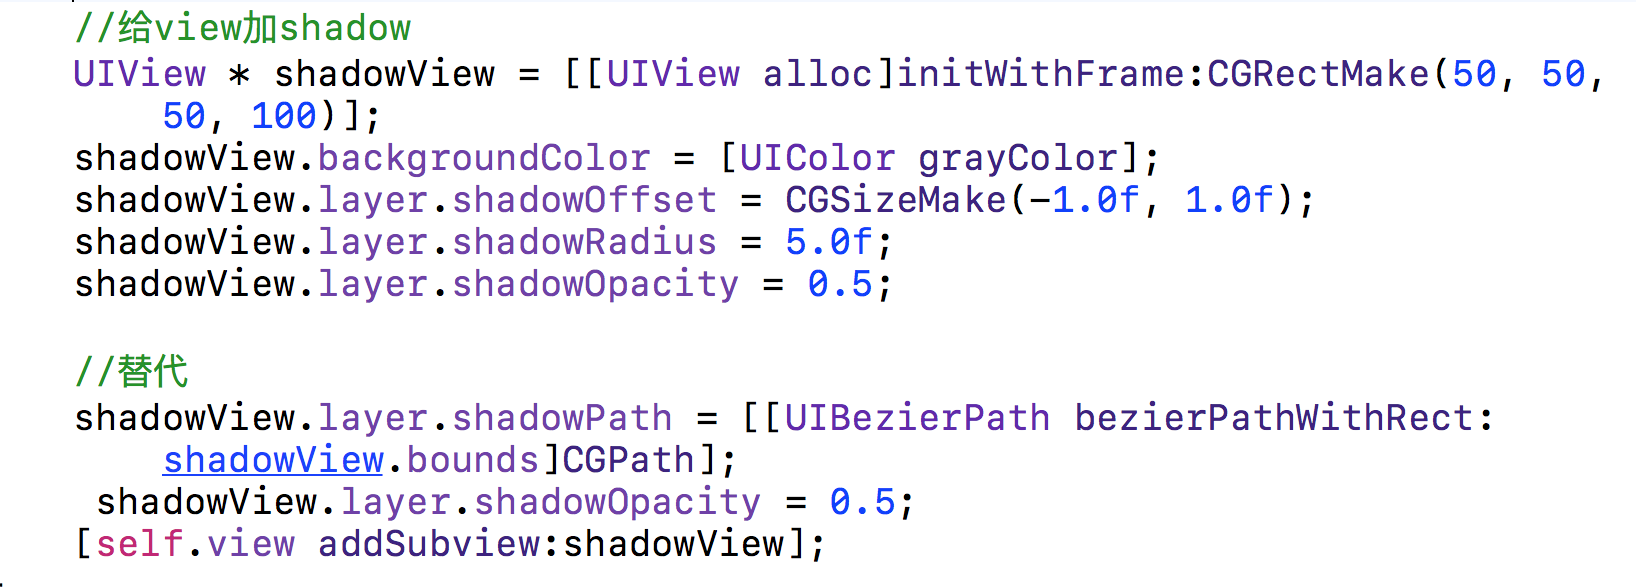 //给view加shadow
UIView * shadowView = [[UIView alloc]initWithFrame:CGRectMake(50, 50,
50, 100)];
shadowView.backgroundColor = [UIColor grayColor];
shadowView.layer.shadowOffset = CGSizeMake(-1.0f, 1.0f);
shadowView.layer.shadowRadius = 5.0f;
shadowView.layer.shadowOpacity = 0.5;
//替代
shadowView.layer.shadowPath = [[UIBezierPath bezierPathWithRect:
shadowView.bounds]CGPath];
shadowView.layer.shadowOpacity = 0.5;
[self.view addSubview:shadowView];